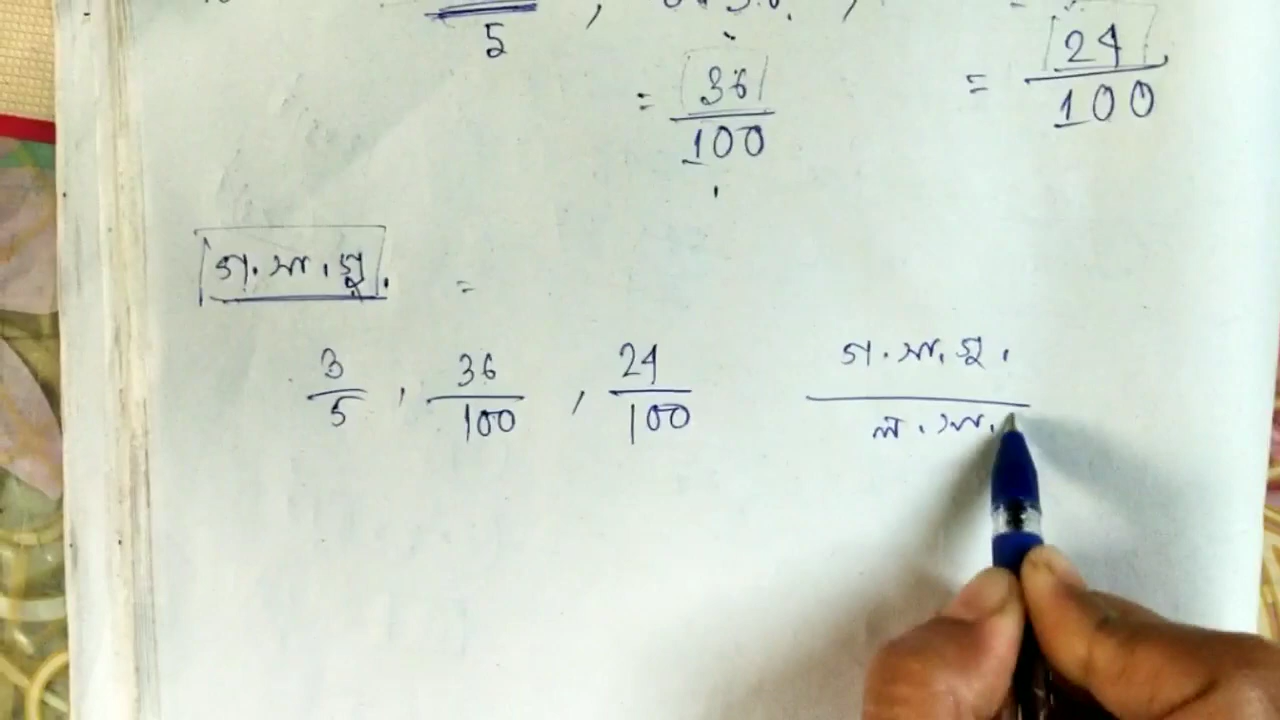 5 ,
= 36/100 = 24/100
গ.সা.গু. =
3/5 , 36/100 , 24/100 গ.সা.গু./ল.সা.